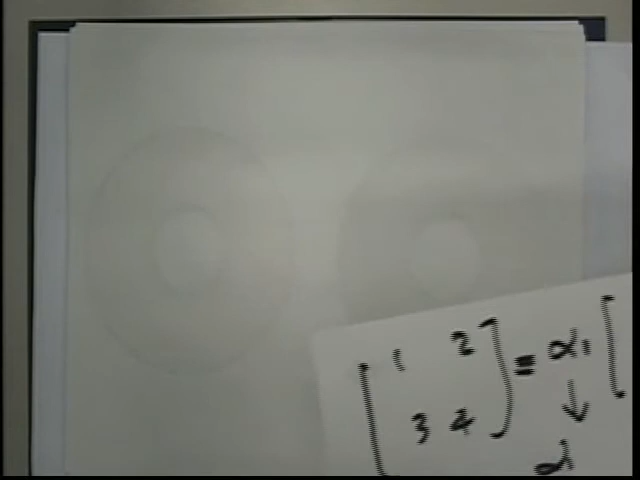 [1 2
3 4] = α₁ [
↓
α